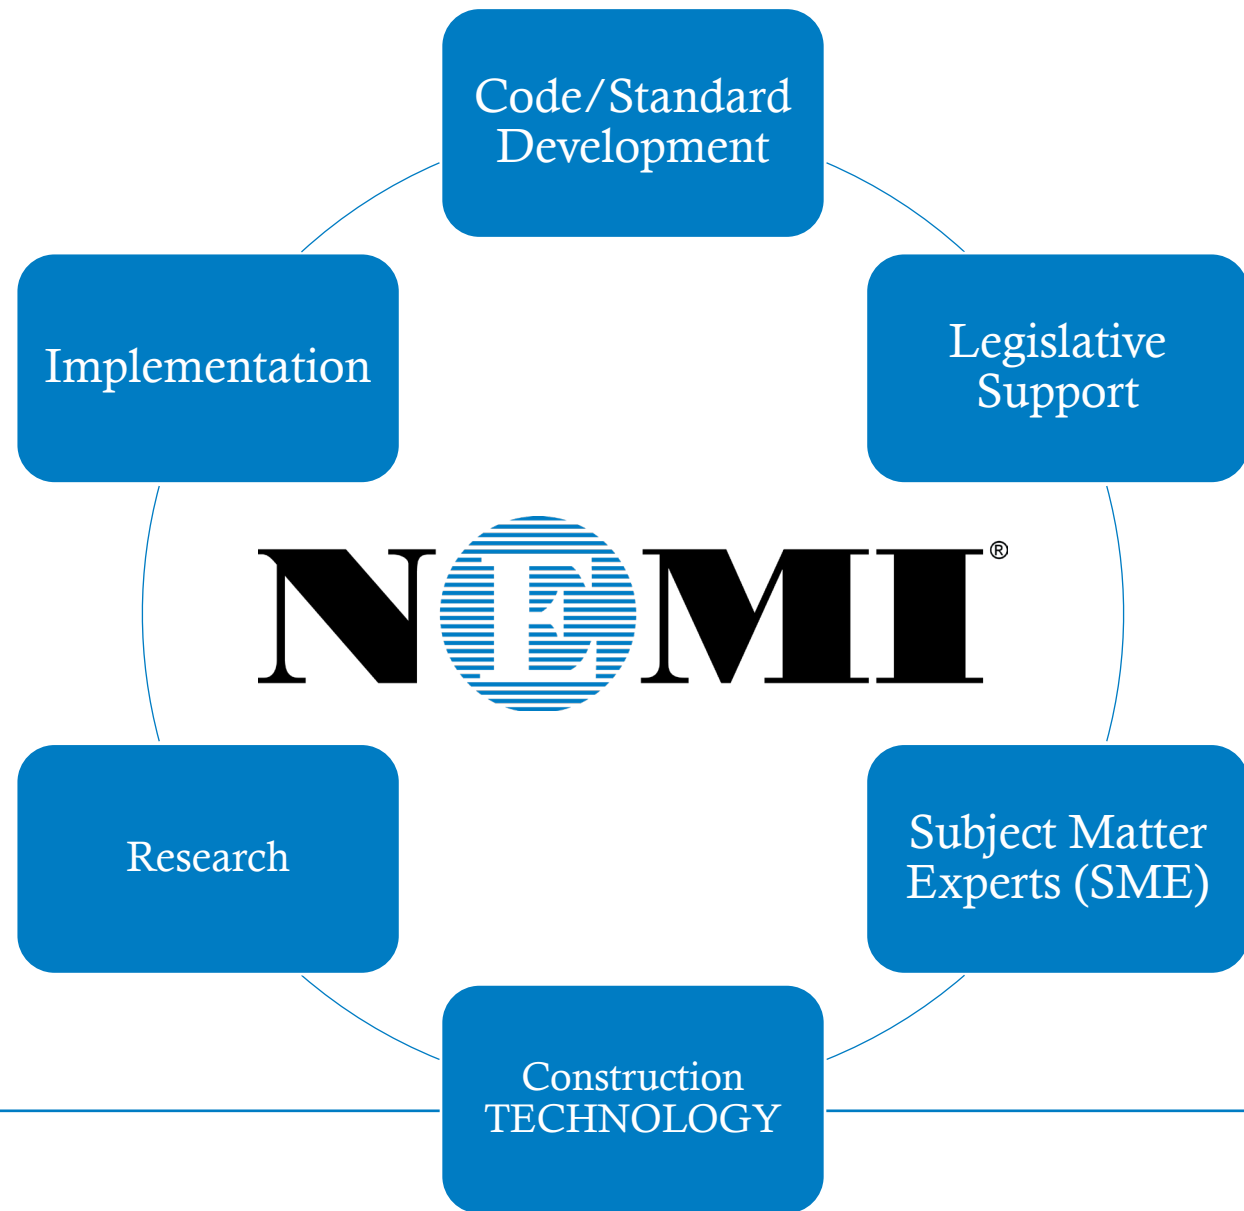 Code/Standard
Development
Implementation
Legislative
Support
NEMI®
Research
Subject Matter
Experts (SME)
Construction
TECHNOLOGY